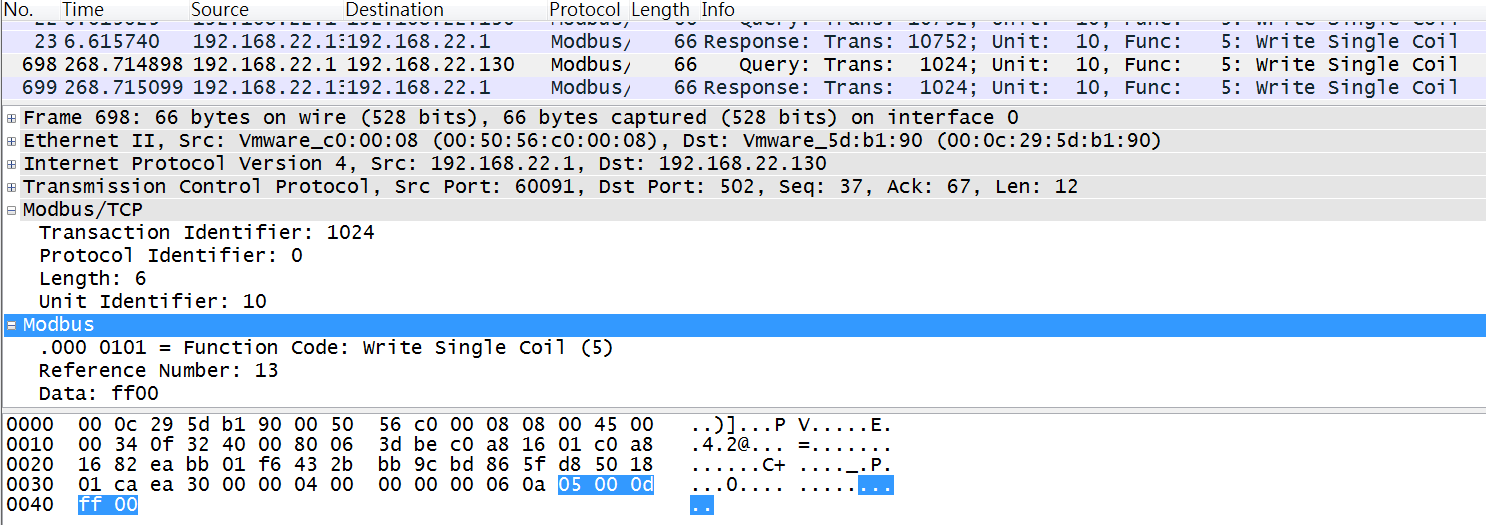 No. Time Source Destination Protocol Length Info
22 6.615629 192.168.22.1 192.168.22.130 Modbus/ 66 Query: Trans: 10752; Unit: 10, Func: 5: Write Single Coil
23 6.615740 192.168.22.13 192.168.22.1 Modbus/ 66 Response: Trans: 10752; Unit: 10, Func: 5: Write Single Coil
698 268.714898 192.168.22.1 192.168.22.130 Modbus/ 66 Query: Trans: 1024; Unit: 10, Func: 5: Write Single Coil
699 268.715099 192.168.22.13 192.168.22.1 Modbus/ 66 Response: Trans: 1024; Unit: 10, Func: 5: Write Single Coil
Frame 698: 66 bytes on wire (528 bits), 66 bytes captured (528 bits) on interface 0
Ethernet II, Src: Vmware_c0:00:08 (00:50:56:c0:00:08), Dst: Vmware_5d:b1:90 (00:0c:29:5d:b1:90)
Internet Protocol Version 4, Src: 192.168.22.1, Dst: 192.168.22.130
Transmission Control Protocol, Src Port: 60091, Dst Port: 502, Seq: 37, Ack: 67, Len: 12
Modbus/TCP
Transaction Identifier: 1024
Protocol Identifier: 0
Length: 6
Unit Identifier: 10
Modbus
.000 0101 = Function Code: Write Single Coil (5)
Reference Number: 13
Data: ff00
0000 00 0c 29 5d b1 90 00 50 56 c0 00 08 08 00 45 00 ..)]...P V.....E.
0010 00 34 0f 32 40 00 80 06 3d be c0 a8 16 01 c0 a8 .4.2@... =.......
0020 16 82 ea bb 01 f6 43 2b bb 9c bd 86 5f d8 50 18 ......C+ ...._.P.
0030 01 ca ea 30 00 00 04 00 00 00 00 06 0a 05 00 0d ...0.... ........
0040 ff 00 ..